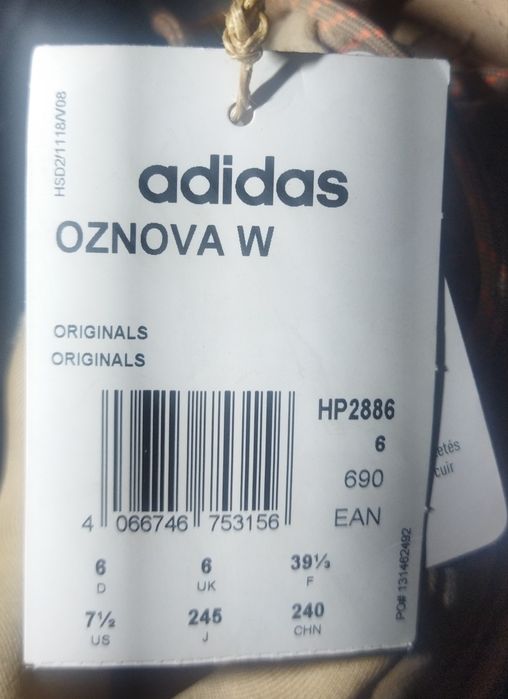 HSD2/1118/V08
adidas
OZNOVA W
ORIGINALS
ORIGINALS
HP2886
6
690
EAN
4 066746 753156
6 6 39⅓
D UK F
7½ 245 240
US J CHN
PO# 131462492
etés
cuir